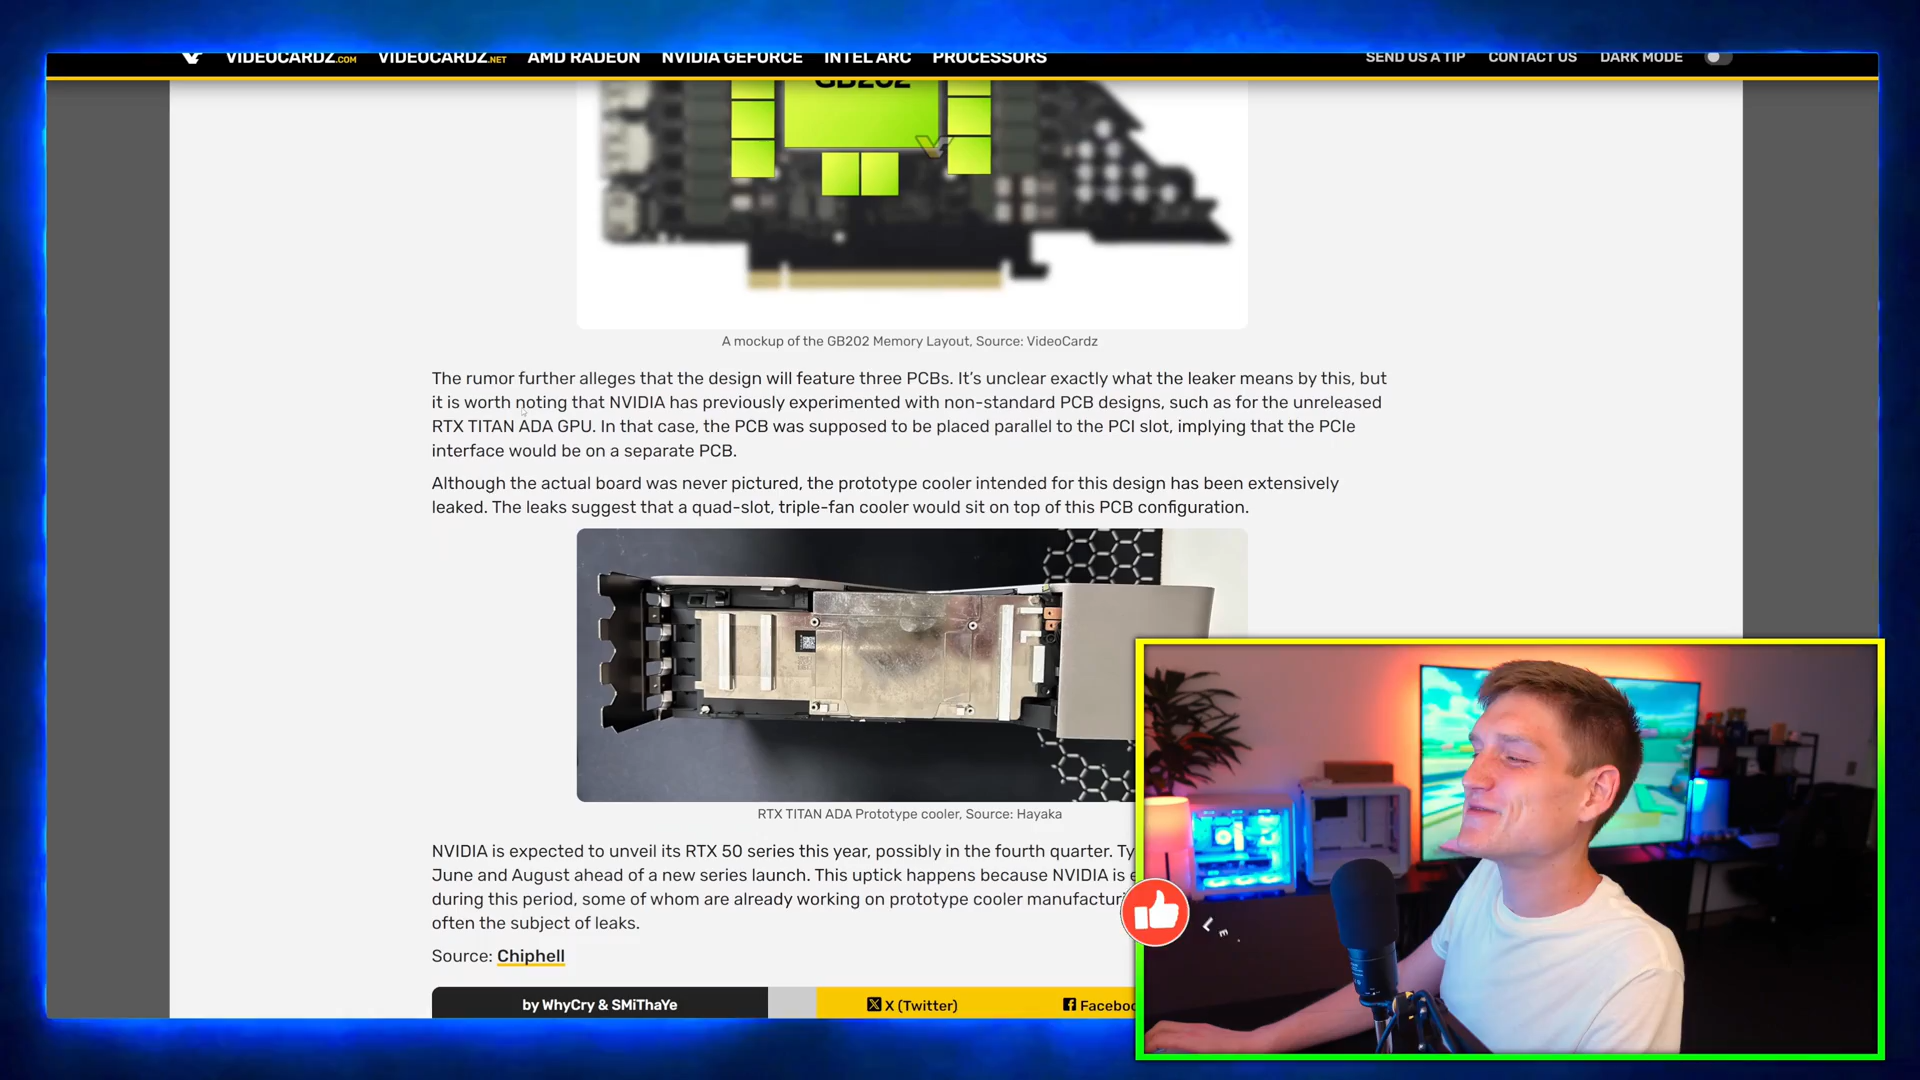 VIDEOCARDZ.COM VIDEOCARDZ.NET AMD RADEON NVIDIA GEFORCE INTEL ARC PROCESSORS SEND US A TIP CONTACT US DARK MODE
GB202
A mockup of the GB202 Memory Layout, Source: VideoCardz
The rumor further alleges that the design will feature three PCBs. It's unclear exactly what the leaker means by this, but
it is worth noting that NVIDIA has previously experimented with non-standard PCB designs, such as for the unreleased
RTX TITAN ADA GPU. In that case, the PCB was supposed to be placed parallel to the PCI slot, implying that the PCIe
interface would be on a separate PCB.
Although the actual board was never pictured, the prototype cooler intended for this design has been extensively
leaked. The leaks suggest that a quad-slot, triple-fan cooler would sit on top of this PCB configuration.
RTX TITAN ADA Prototype cooler, Source: Hayaka
NVIDIA is expected to unveil its RTX 50 series this year, possibly in the fourth quarter.
June and August ahead of a new series launch. This uptick happens because NVIDIA is
during this period, some of whom are already working on prototype cooler
often the subject of leaks.
Source: Chiphell
by WhyCry & SMiThaYe X (Twitter)